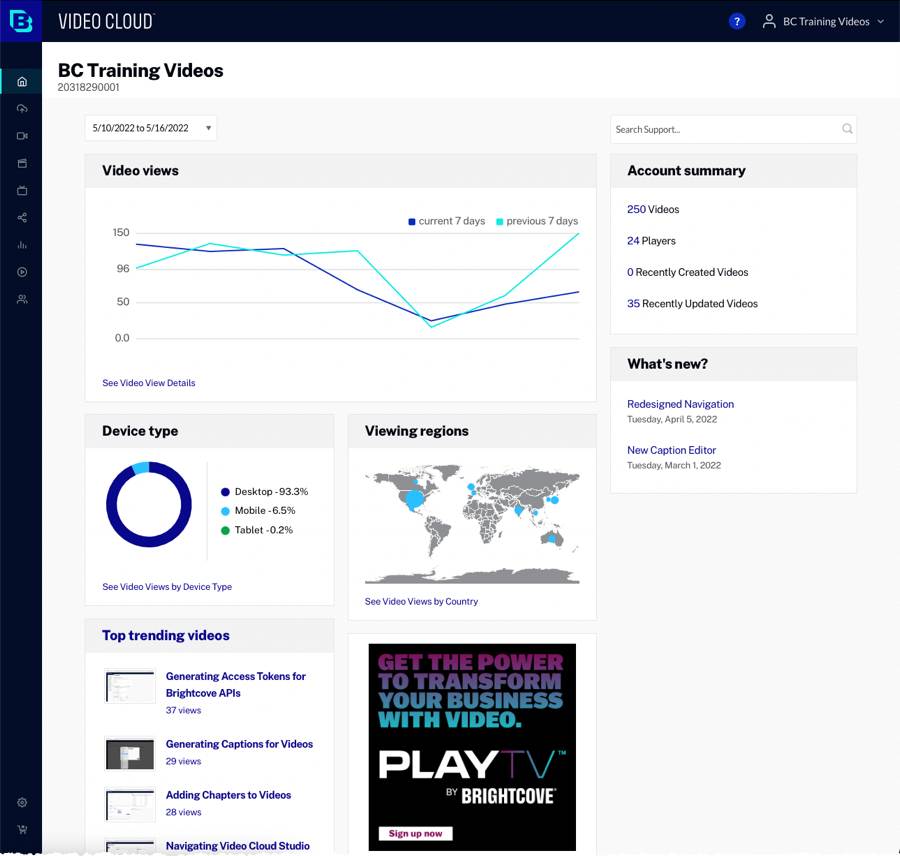 VIDEO CLOUD
?
BC Training Videos
BC Training Videos
20318290001
5/10/2022 to 5/16/2022
Search Support...
Video views
current 7 days
previous 7 days
150
96
50
0.0
See Video View Details
Account summary
250 Videos
24 Players
0 Recently Created Videos
35 Recently Updated Videos
What's new?
Redesigned Navigation
Tuesday, April 5, 2022
New Caption Editor
Tuesday, March 1, 2022
Device type
Desktop - 93.3%
Mobile - 6.5%
Tablet - 0.2%
See Video Views by Device Type
Viewing regions
See Video Views by Country
Top trending videos
Generating Access Tokens for
Brightcove APIs
37 views
Generating Captions for Videos
29 views
Adding Chapters to Videos
28 views
Navigating Video Cloud Studio
GET THE POWER
TO TRANSFORM
YOUR BUSINESS
WITH VIDEO.
PLAYTV™
BY BRIGHTCOVE
Sign up now